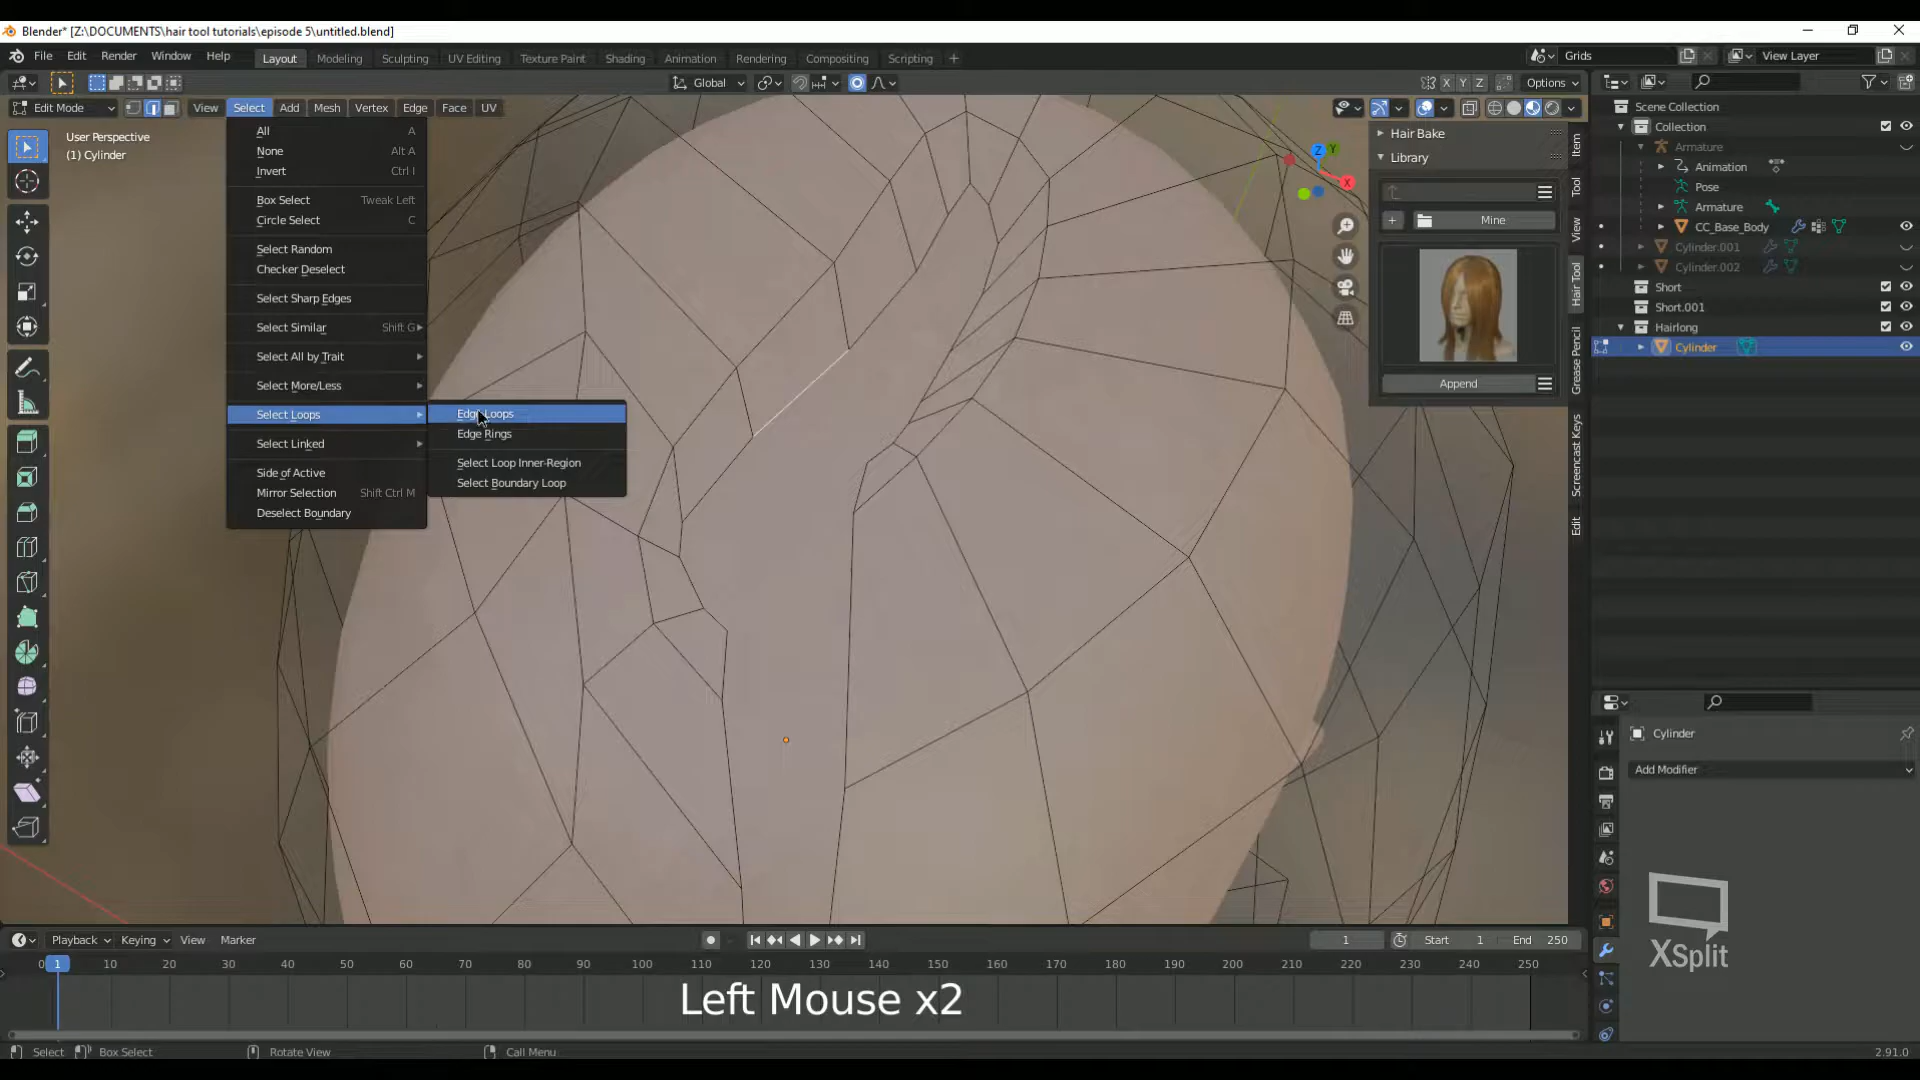 Blender* [Z:\DOCUMENTS\hair tool tutorials\episode 5\untitled.blend]
File Edit Render Window Help Layout Modeling Sculpting UV Editing Texture Paint Shading Animation Rendering Compositing Scripting + Grids View Layer
Global X Y Z Options
Edit Mode View Select Add Mesh Vertex Edge Face UV
User Perspective
(1) Cylinder
All A
None Alt A
Invert Ctrl I
Box Select Tweak Left
Circle Select C
Select Random
Checker Deselect
Select Sharp Edges
Select Similar Shift G
Select All by Trait
Select More/Less
Select Loops
Select Linked
Side of Active
Mirror Selection Shift Ctrl M
Deselect Boundary
Edge Loops
Edge Rings
Select Loop Inner-Region
Select Boundary Loop
Z
Y
X
Hair Bake
Library
+ Mine
Append
Item
Tool
View
Hair Tool
Grease Pencil
Screencast Keys
Edit
Scene Collection
Collection
Armature
Animation
Pose
Armature
CC_Base_Body
Cylinder.001
Cylinder.002
Short
Short.001
Hairlong
Cylinder
Cylinder
Add Modifier
XSplit
Playback Keying View Marker 1 Start 1 End 250
0 1 10 20 30 40 50 60 70 80 90 100 110 120 130 140 150 160 170 180 190 200 210 220 230 240 250
Left Mouse x2
Select Box Select Rotate View Call Menu 2.91.0